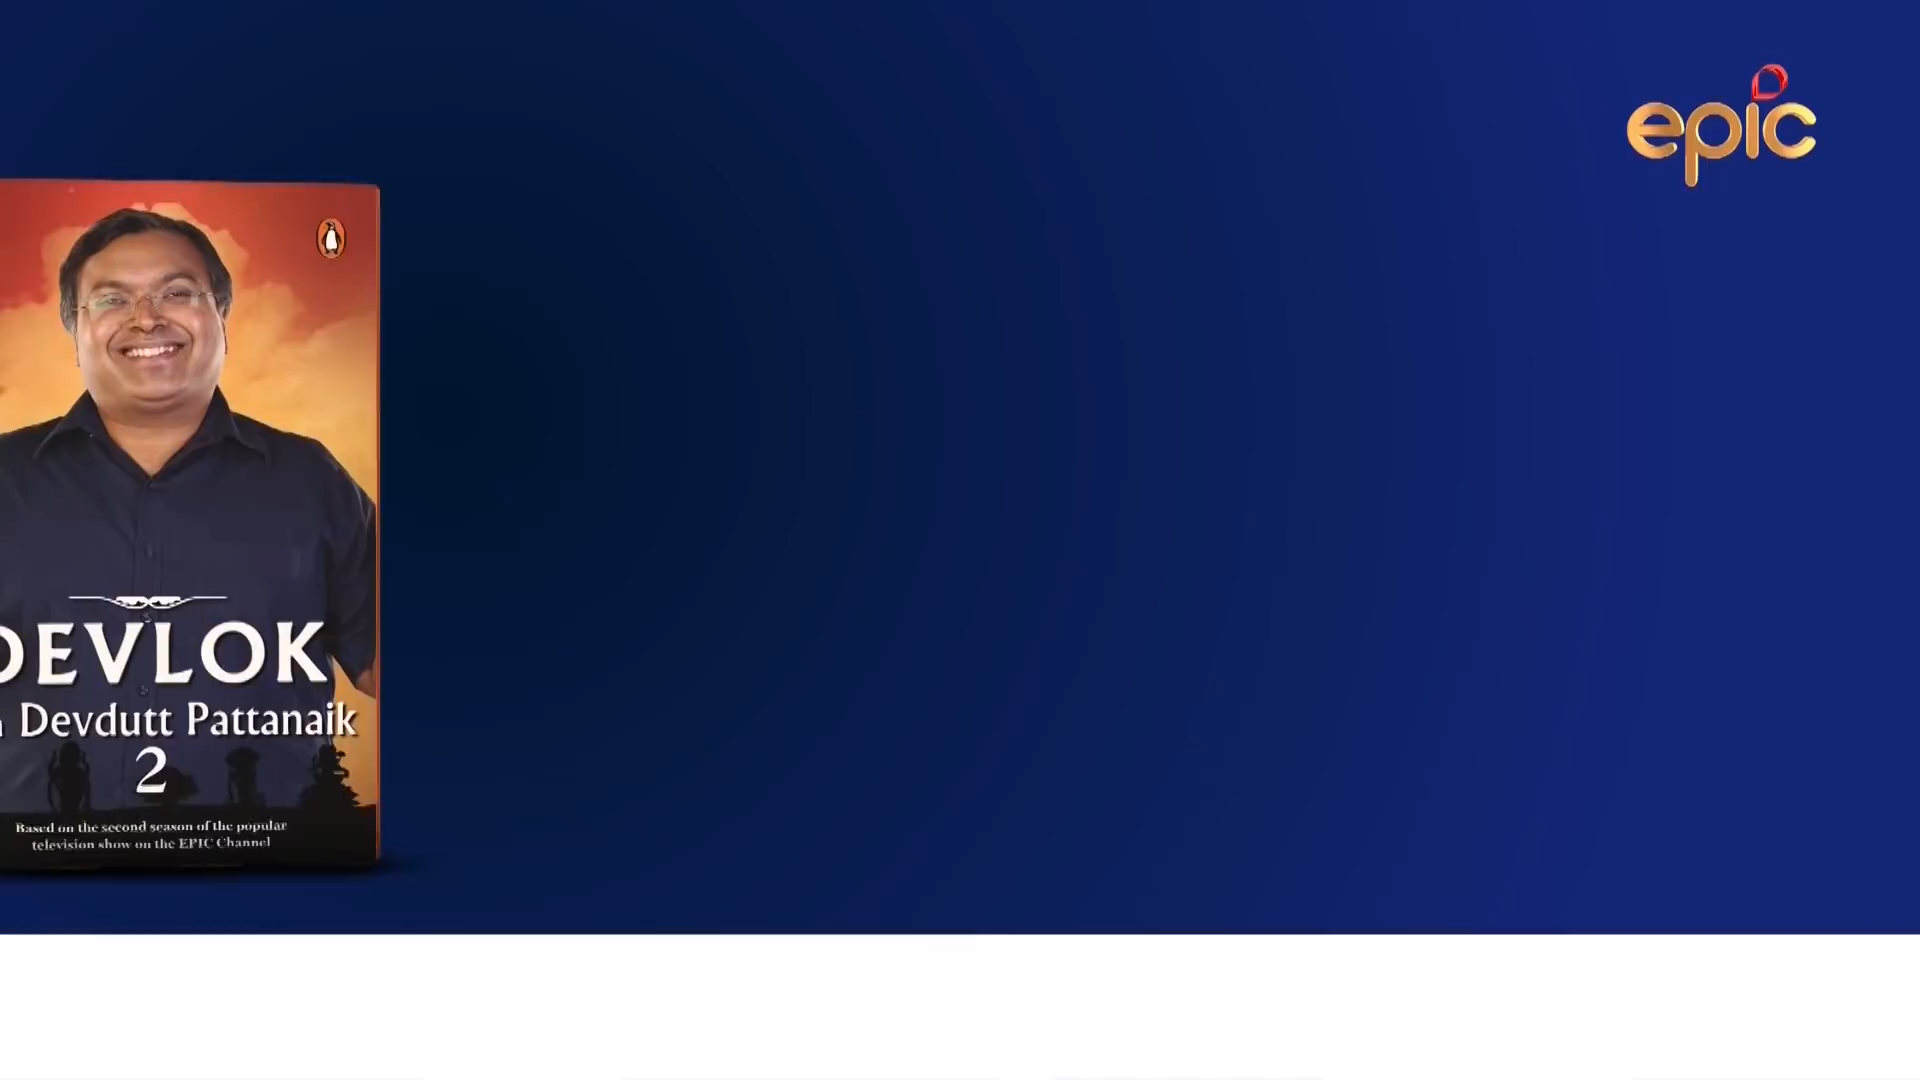 epic
DEVLOK
Devdutt Pattanaik
2
Based on the second season of the popular
television show on the EPIC Channel